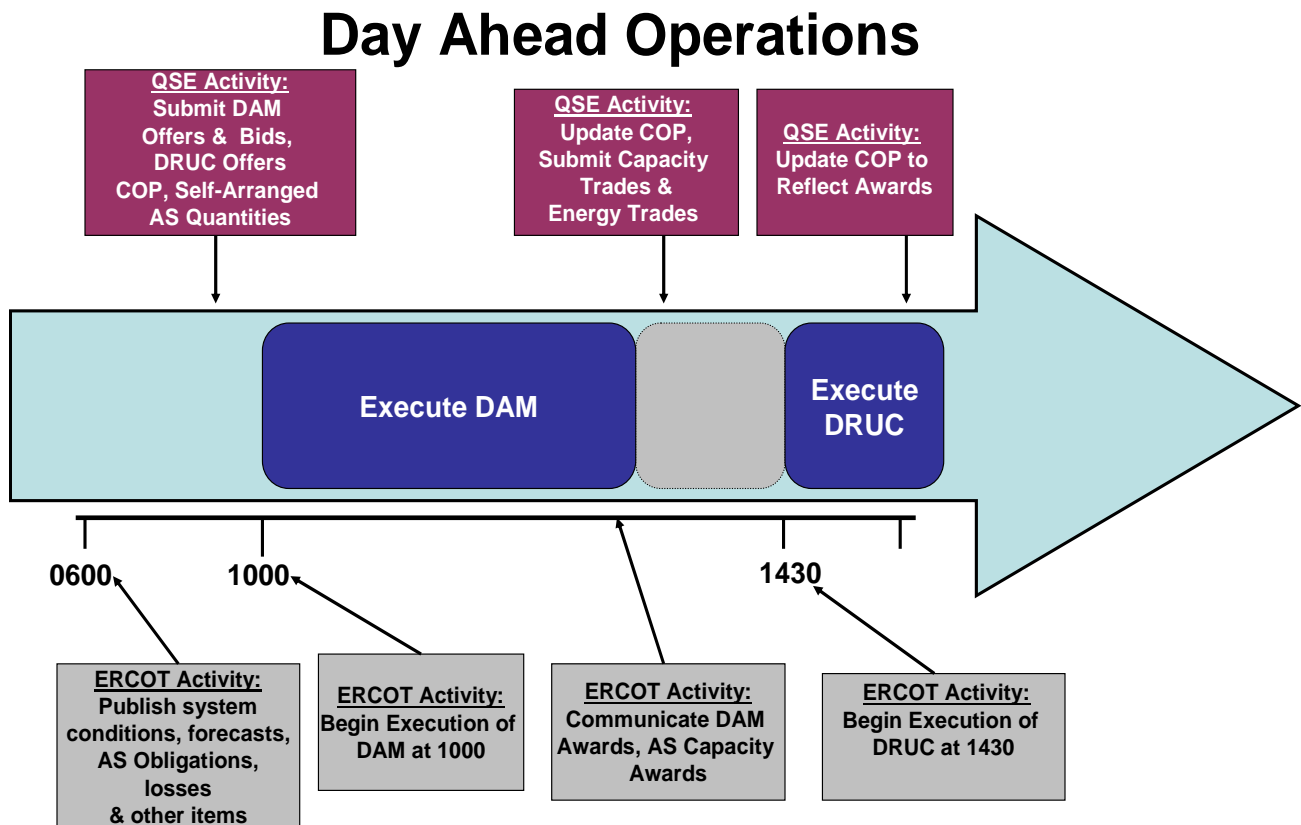 Day Ahead Operations
QSE Activity:
Submit DAM
Offers & Bids,
DRUC Offers
COP, Self-Arranged
AS Quantities
QSE Activity:
Update COP,
Submit Capacity
Trades &
Energy Trades
QSE Activity:
Update COP to
Reflect Awards
Execute DAM
Execute
DRUC
0600
1000
1430
ERCOT Activity:
Publish system
conditions, forecasts,
AS Obligations,
losses
& other items
ERCOT Activity:
Begin Execution of
DAM at 1000
ERCOT Activity:
Communicate DAM
Awards, AS Capacity
Awards
ERCOT Activity:
Begin Execution of
DRUC at 1430